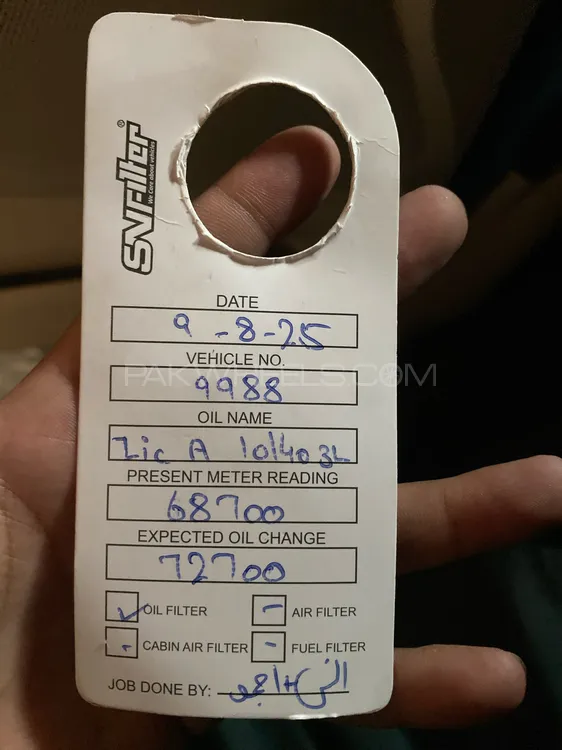 SNFilter®
We Care about vehicles
DATE
9-8-25
VEHICLE NO.
PAKWHEELS.COM
9988
OIL NAME
Zic A 10/40 3L
PRESENT METER READING
68700
EXPECTED OIL CHANGE
72700
OIL FILTER
AIR FILTER
CABIN AIR FILTER
FUEL FILTER
JOB DONE BY: